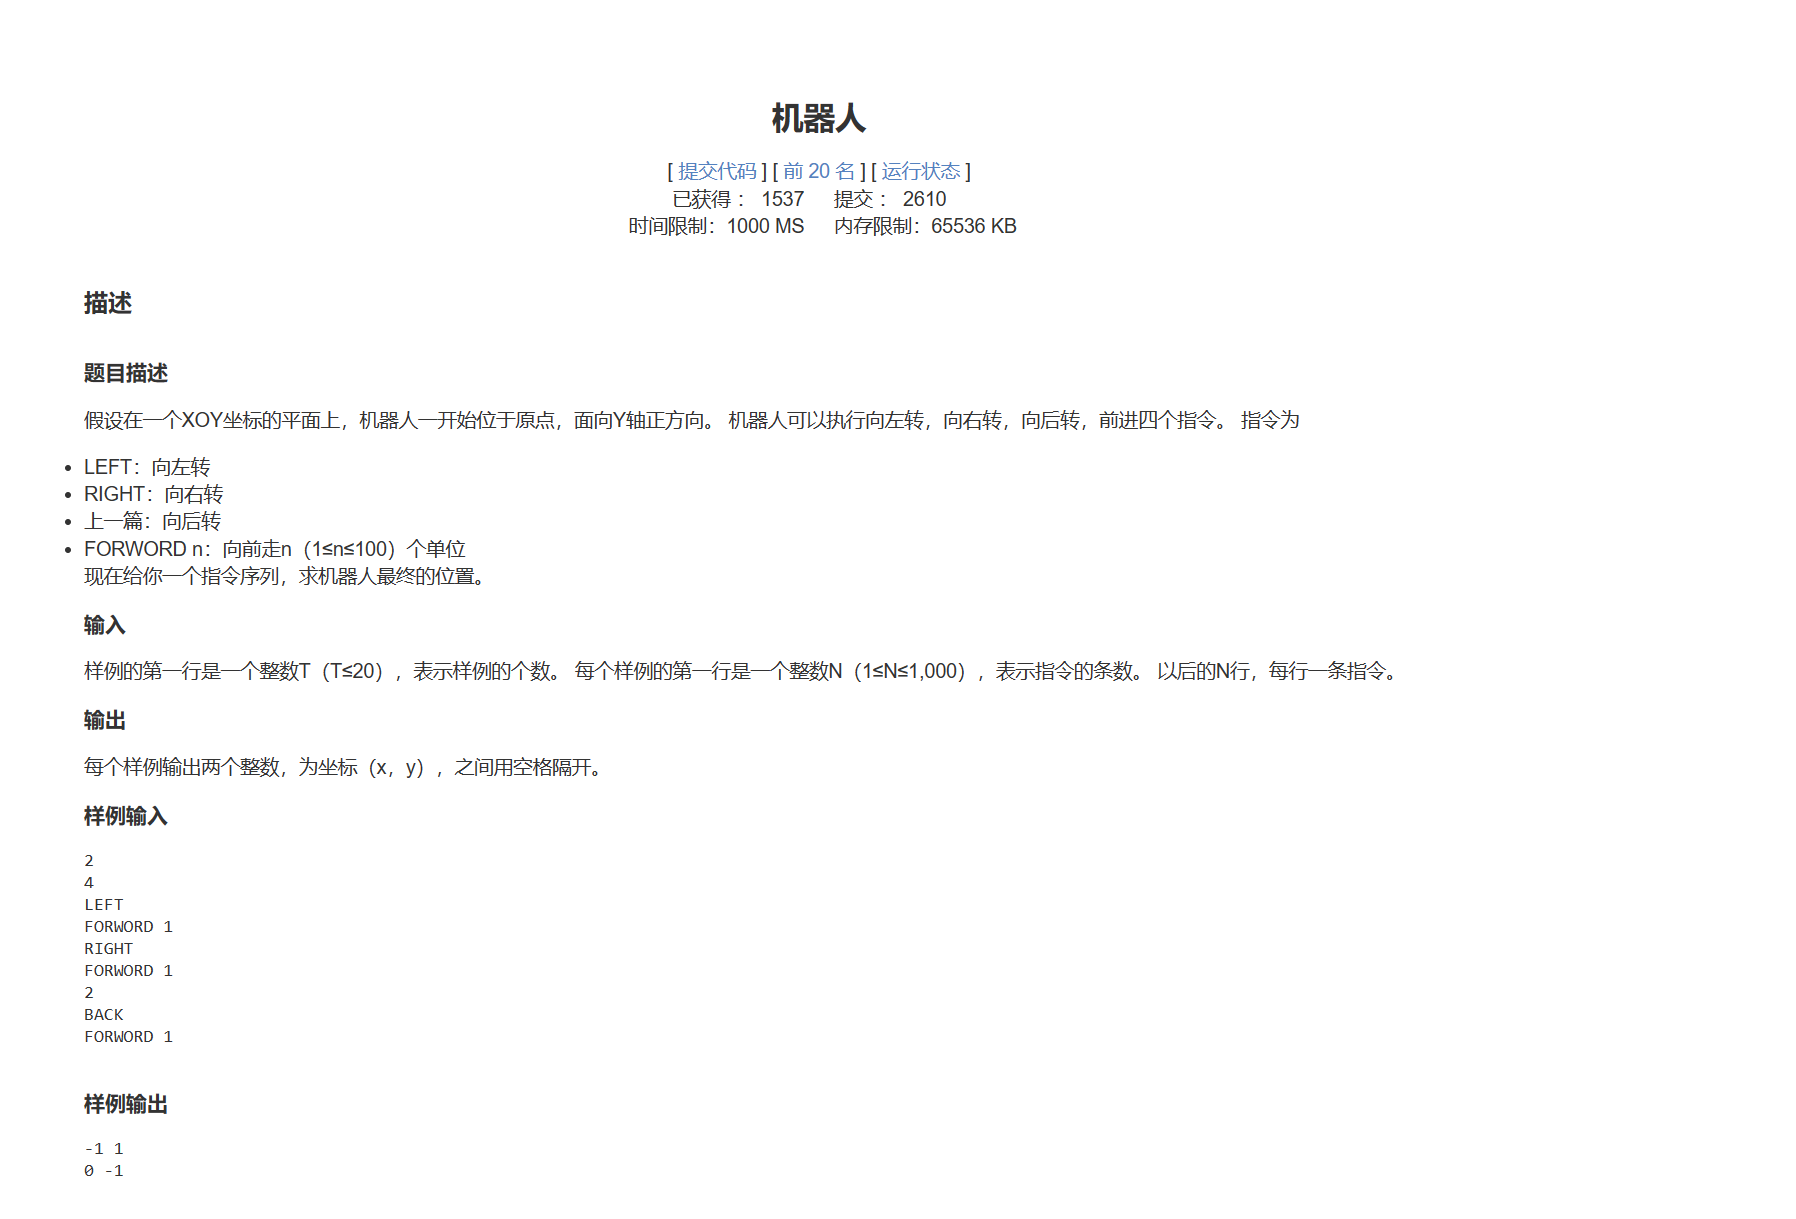 机器人
[ 提交代码 ] [ 前 20 名 ] [ 运行状态 ]
已获得： 1537 提交： 2610
时间限制：1000 MS 内存限制：65536 KB
描述
题目描述
假设在一个XOY坐标的平面上，机器人一开始位于原点，面向Y轴正方向。 机器人可以执行向左转，向右转，向后转，前进四个指令。 指令为
LEFT：向左转
RIGHT：向右转
上一篇：向后转
FORWORD n：向前走n（1≤n≤100）个单位
现在给你一个指令序列，求机器人最终的位置。
输入
样例的第一行是一个整数T（T≤20），表示样例的个数。 每个样例的第一行是一个整数N（1≤N≤1,000），表示指令的条数。 以后的N行，每行一条指令。
输出
每个样例输出两个整数，为坐标（x，y），之间用空格隔开。
样例输入
2
4
LEFT
FORWORD 1
RIGHT
FORWORD 1
2
BACK
FORWORD 1
样例输出
-1 1
0 -1